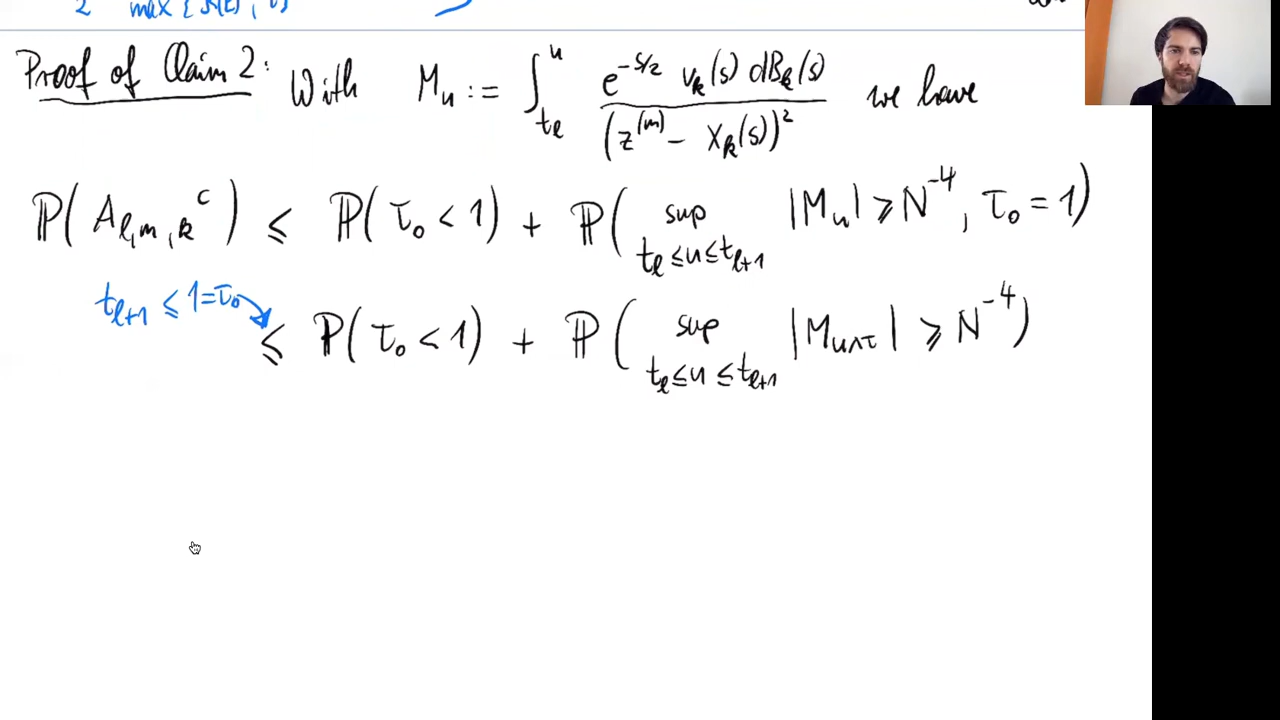 Proof of Claim 2: With M_u := ∫_{t_ℓ}^{u} \frac{e^{-s/2} v_k(s) dB_k(s)}{(z^{(m)} - x_k(s))^2} we have
ℙ(A_{ℓ,m,k}^c) ≤ ℙ(τ_0 < 1) + ℙ( sup_{t_ℓ ≤ u ≤ t_{ℓ+1}} |M_u| ≥ N^{-4}, τ_0 = 1)
t_{ℓ+1} ≤ 1 = τ_0
≤ ℙ(τ_0 < 1) + ℙ( sup_{t_ℓ ≤ u ≤ t_{ℓ+1}} |M_{u∧τ}| ≥ N^{-4})